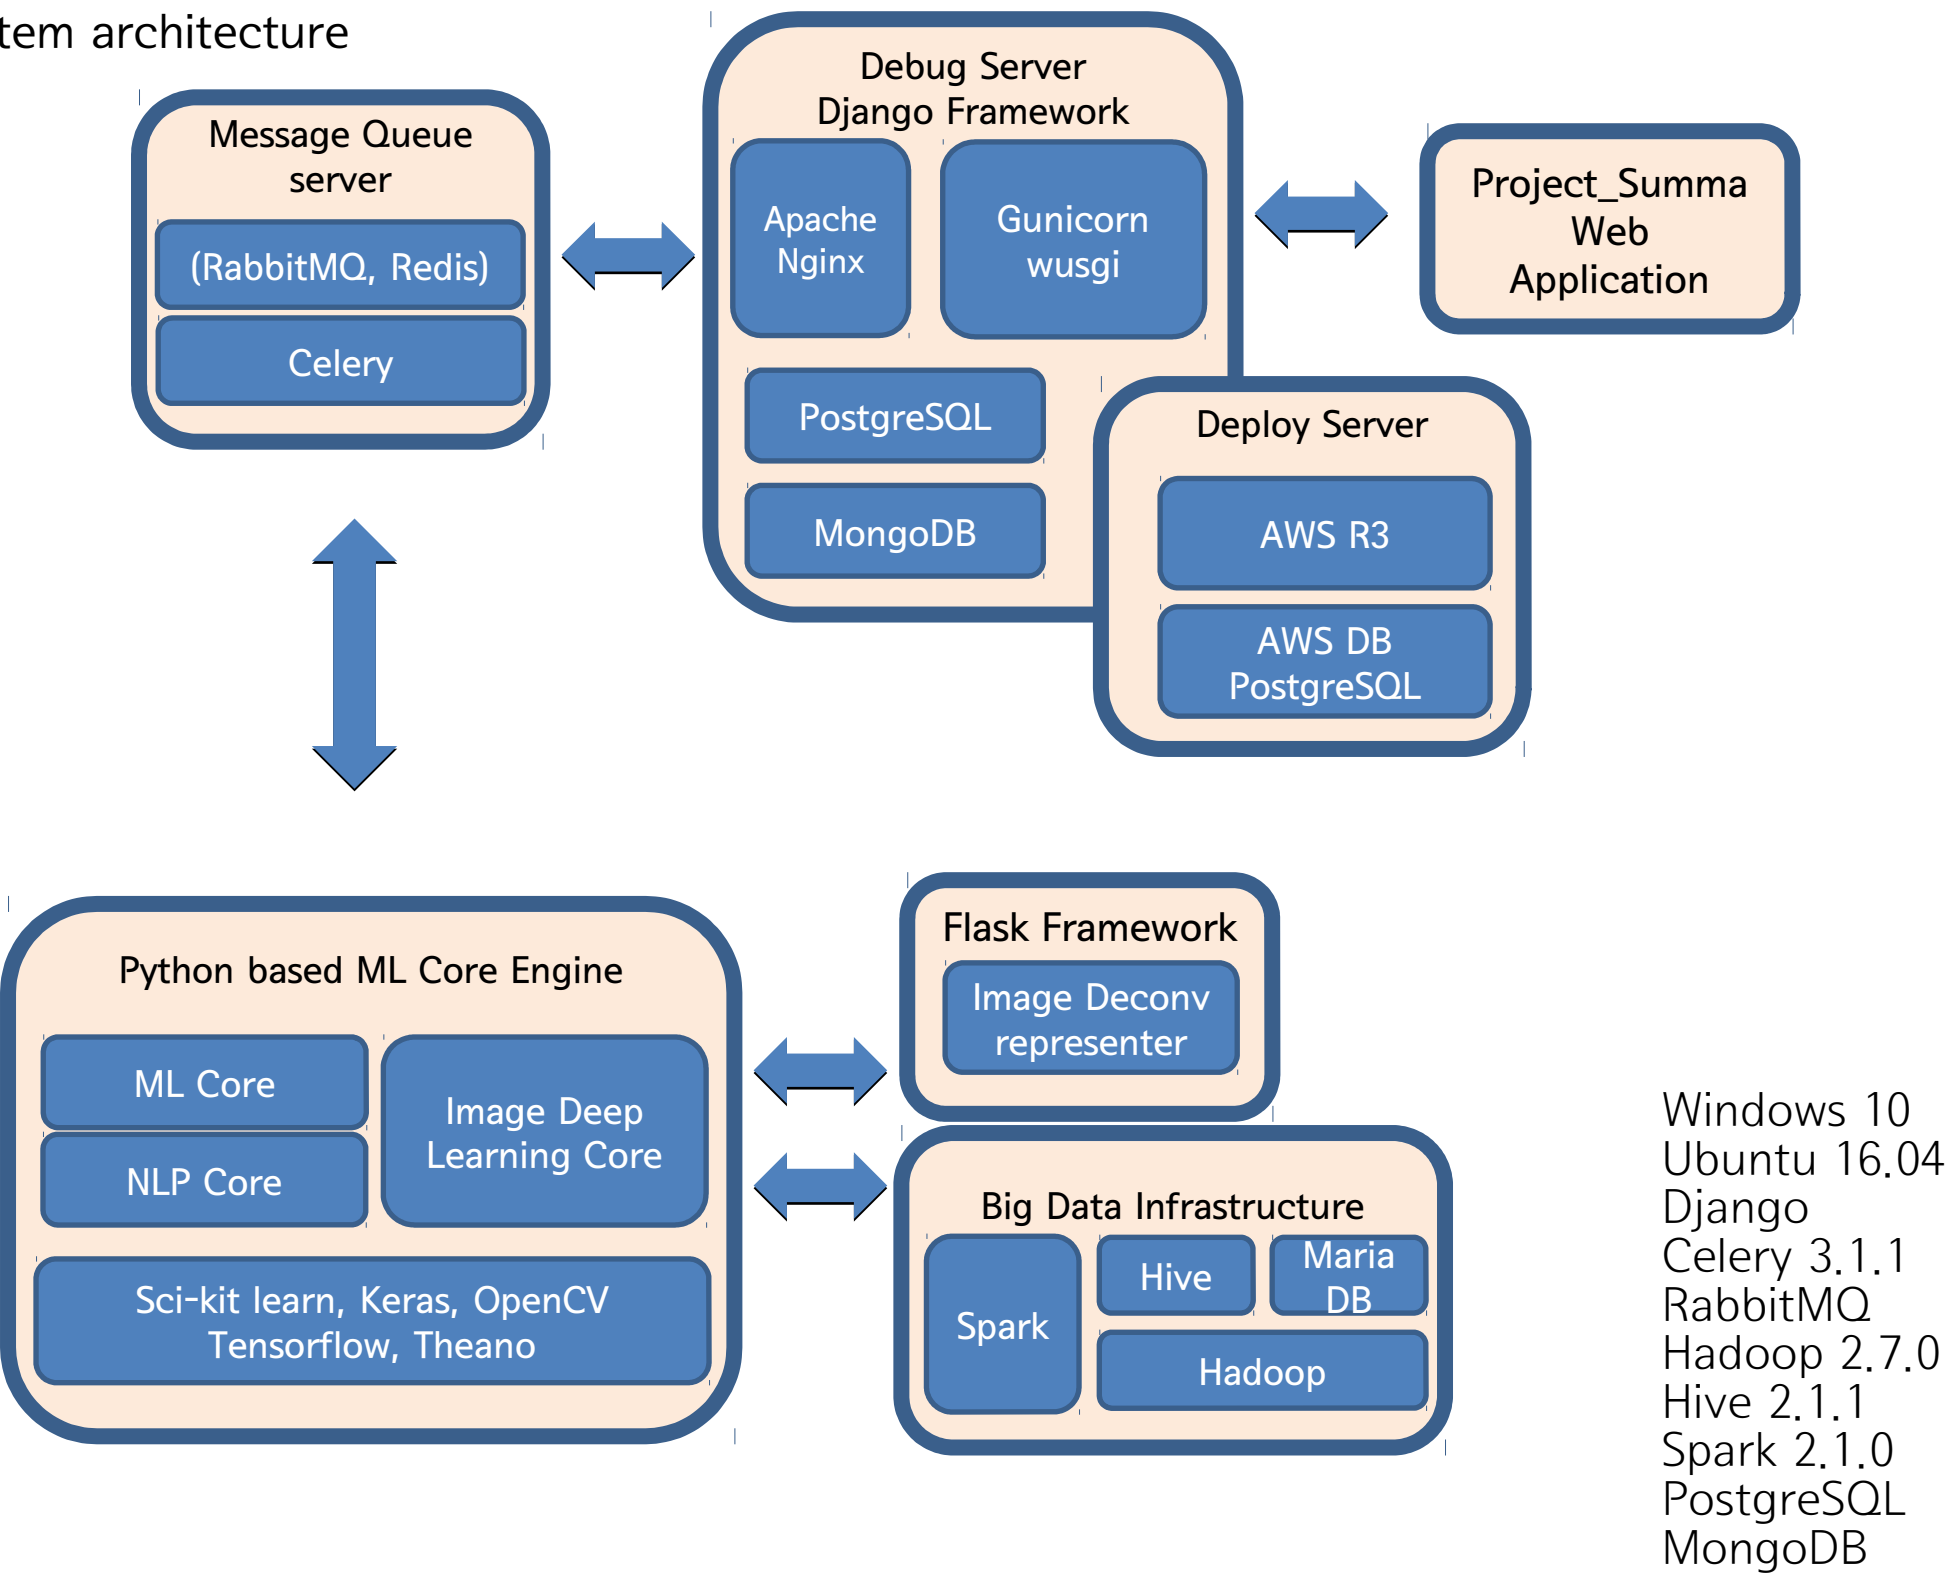 tem architecture
Message Queue
server
(RabbitMQ, Redis)
Celery
Debug Server
Django Framework
Apache
Nginx
Gunicorn
wusgi
PostgreSQL
MongoDB
Project_Summa
Web
Application
Deploy Server
AWS R3
AWS DB
PostgreSQL
Python based ML Core Engine
ML Core
NLP Core
Image Deep
Learning Core
Sci-kit learn, Keras, OpenCV
Tensorflow, Theano
Flask Framework
Image Deconv
representer
Big Data Infrastructure
Spark
Hive
Maria
DB
Hadoop
Windows 10
Ubuntu 16.04
Django
Celery 3.1.1
RabbitMQ
Hadoop 2.7.0
Hive 2.1.1
Spark 2.1.0
PostgreSQL
MongoDB